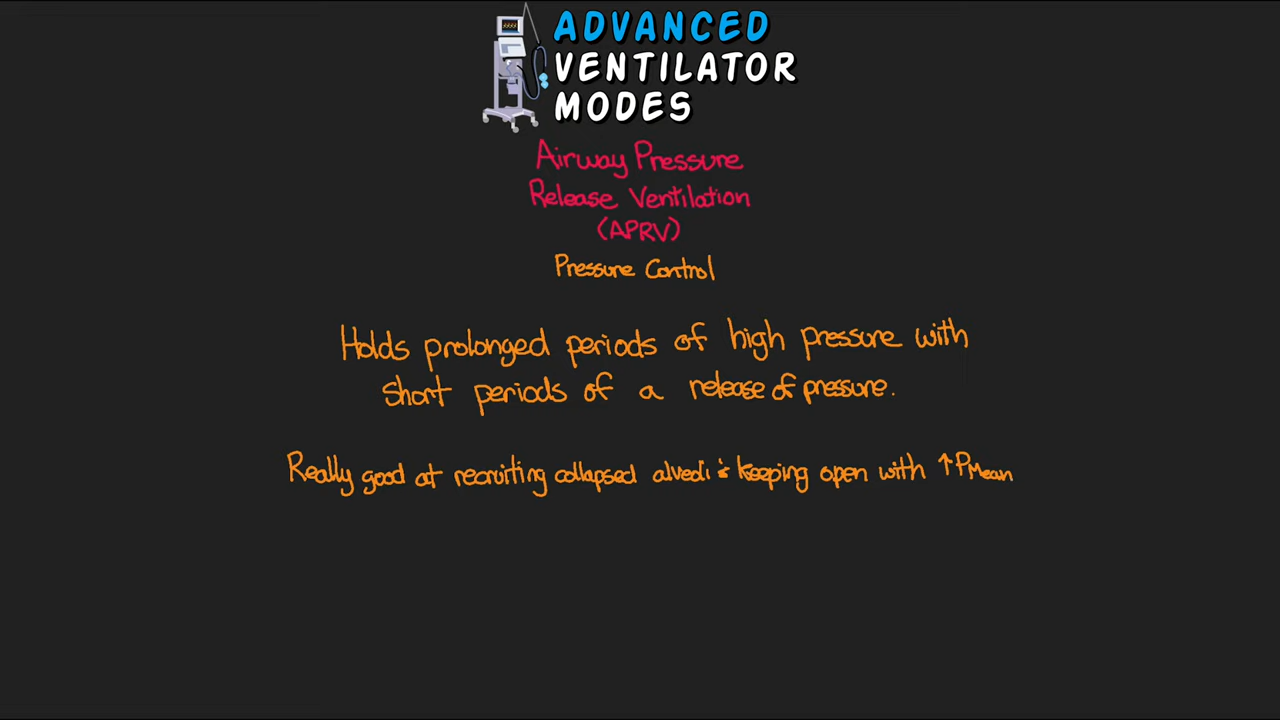 ADVANCED
VENTILATOR
MODES
Airway Pressure
Release Ventilation
(APRV)
Pressure Control
Holds prolonged periods of high pressure with
short periods of a release of pressure.
Really good at recruiting collapsed alveoli & keeping open with ↑PMean